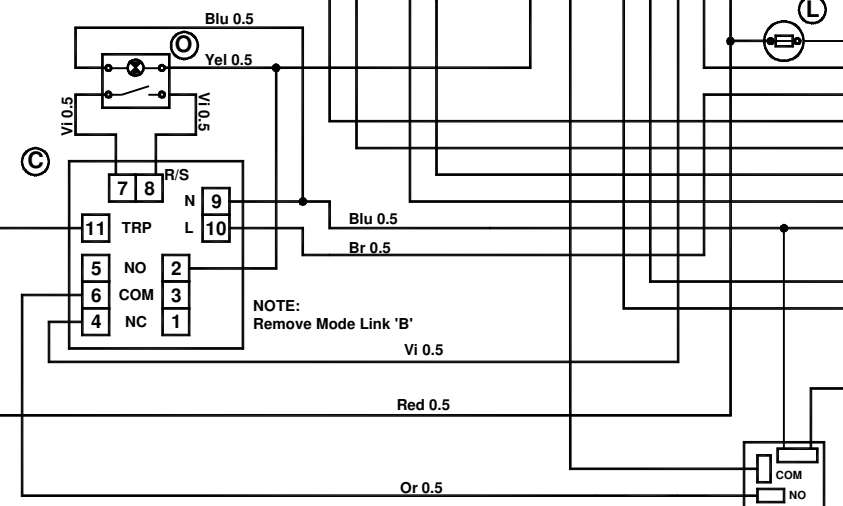 L
Blu 0.5
O
Yel 0.5
Vi 0.5
Vi 0.5
C
R/S
7 8
N 9
11 TRP L 10
Blu 0.5
Br 0.5
5 NO 2
6 COM 3
4 NC 1
NOTE:
Remove Mode Link 'B'
Vi 0.5
Red 0.5
COM
Or 0.5
NO